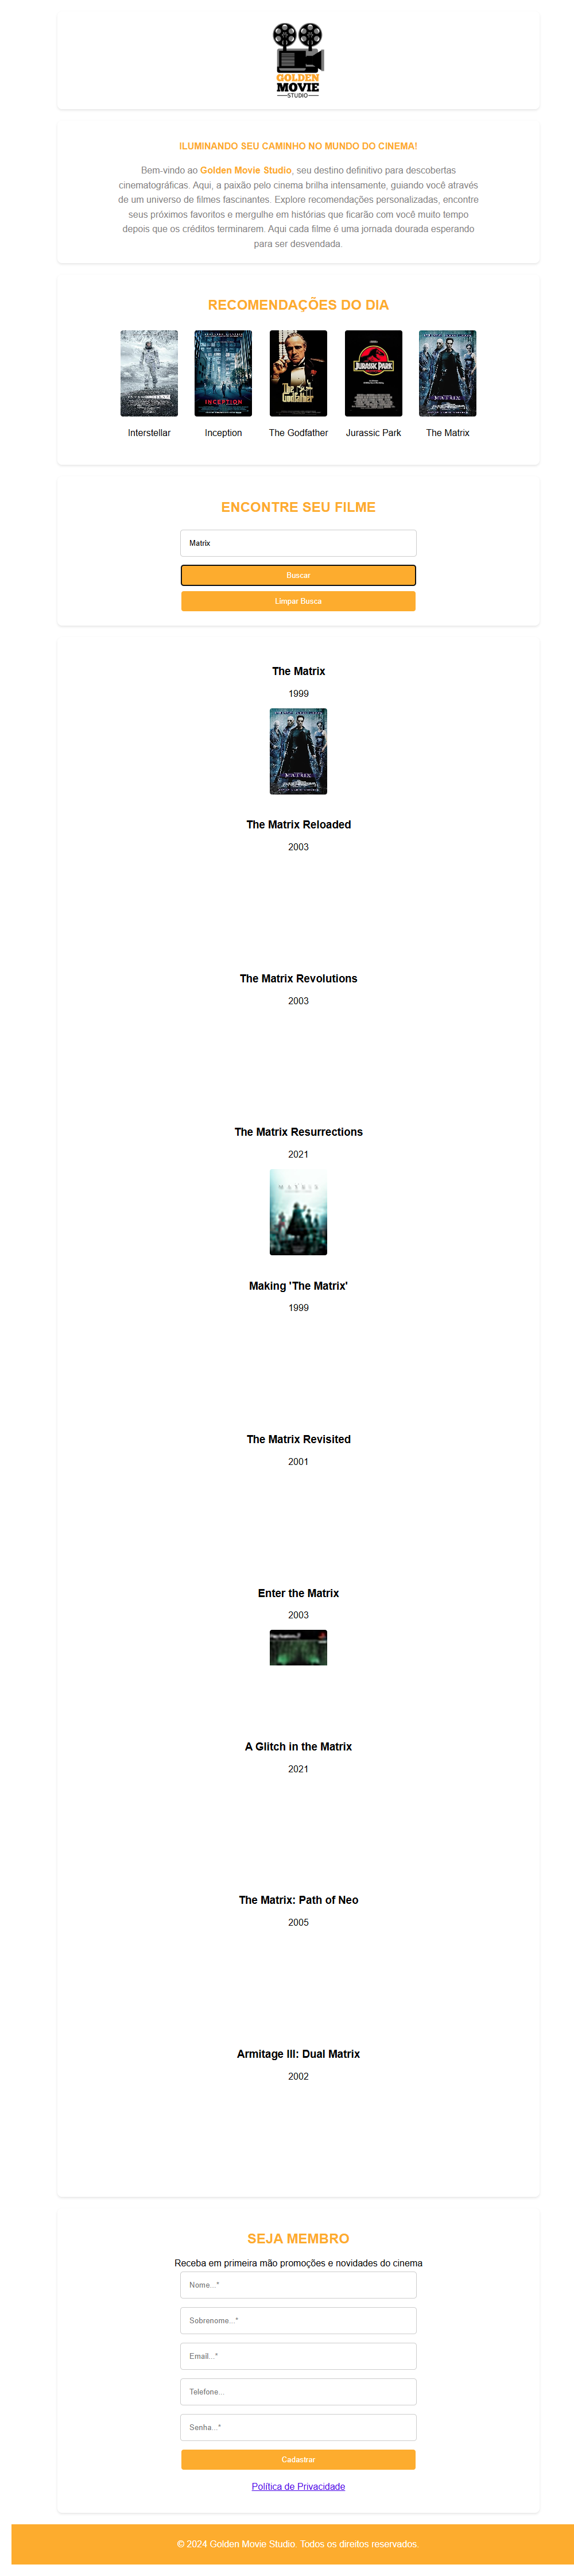 GOLDEN
MOVIE
STUDIO
ILUMINANDO SEU CAMINHO NO MUNDO DO CINEMA!
Bem-vindo ao Golden Movie Studio, seu destino definitivo para descobertas
cinematográficas. Aqui, a paixão pelo cinema brilha intensamente, guiando você através
de um universo de filmes fascinantes. Explore recomendações personalizadas, encontre
seus próximos favoritos e mergulhe em histórias que ficarão com você muito tempo
depois que os créditos terminarem. Aqui cada filme é uma jornada dourada esperando
para ser desvendada.
RECOMENDAÇÕES DO DIA
INCEPTION
The Godfather
JURASSIC PARK
MATRIX
Interstellar
Inception
The Godfather
Jurassic Park
The Matrix
ENCONTRE SEU FILME
Matrix
Buscar
Limpar Busca
The Matrix
1999
MATRIX
The Matrix Reloaded
2003
The Matrix Revolutions
2003
The Matrix Resurrections
2021
MATRIX
Making 'The Matrix'
1999
The Matrix Revisited
2001
Enter the Matrix
2003
A Glitch in the Matrix
2021
The Matrix: Path of Neo
2005
Armitage III: Dual Matrix
2002
SEJA MEMBRO
Receba em primeira mão promoções e novidades do cinema
Nome...*
Sobrenome...*
Email...*
Telefone...
Senha...*
Cadastrar
Política de Privacidade
© 2024 Golden Movie Studio. Todos os direitos reservados.